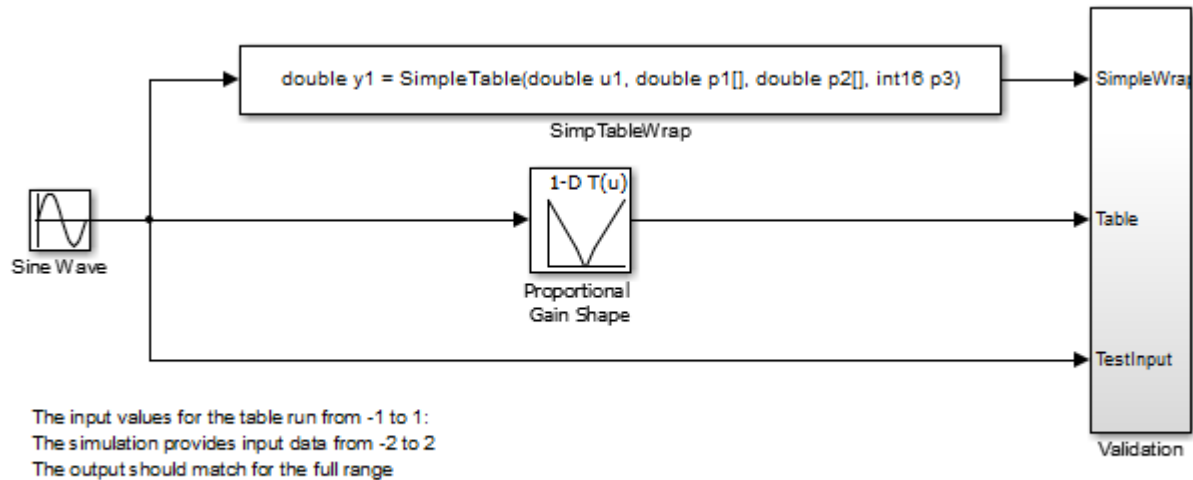 double y1 = SimpleTable(double u1, double p1[], double p2[], int16 p3)
SimpTableWrap
SimpleWrap
1-D T(u)
Table
Sine Wave
Proportional
Gain Shape
TestInput
Validation
The input values for the table run from -1 to 1:
The simulation provides input data from -2 to 2
The output should match for the full range